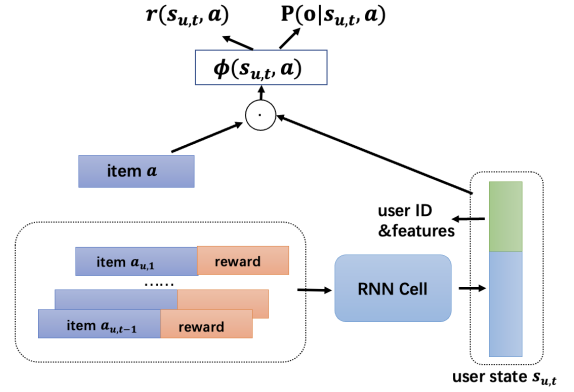 r(s_{u,t}, a) P(o|s_{u,t}, a)
ϕ(s_{u,t}, a)
item a
user ID
&features
item a_{u,1} reward
......
RNN Cell
item a_{u,t−1} reward
user state s_{u,t}